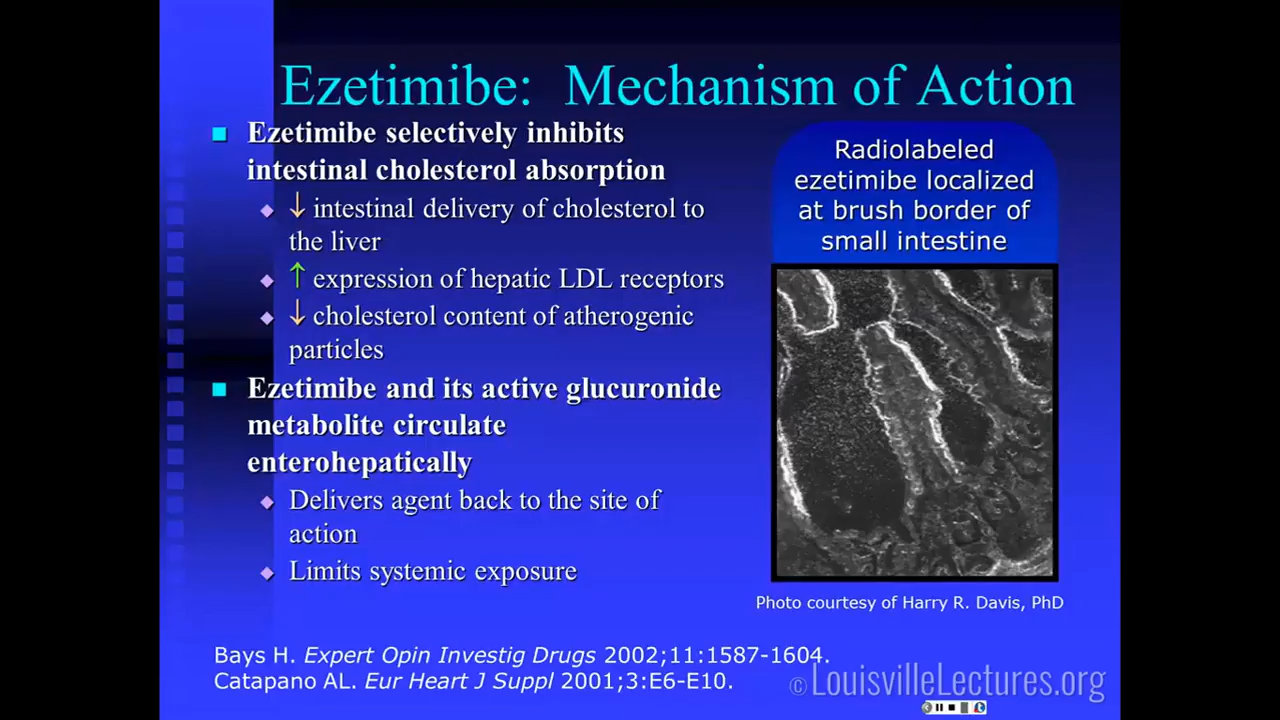 Ezetimibe: Mechanism of Action
Ezetimibe selectively inhibits
intestinal cholesterol absorption
↓ intestinal delivery of cholesterol to
the liver
↑ expression of hepatic LDL receptors
↓ cholesterol content of atherogenic
particles
Ezetimibe and its active glucuronide
metabolite circulate
enterohepatically
Delivers agent back to the site of
action
Limits systemic exposure
Radiolabeled
ezetimibe localized
at brush border of
small intestine
Photo courtesy of Harry R. Davis, PhD
Bays H. Expert Opin Investig Drugs 2002;11:1587-1604.
Catapano AL. Eur Heart J Suppl 2001;3:E6-E10.
©LouisvilleLectures.org